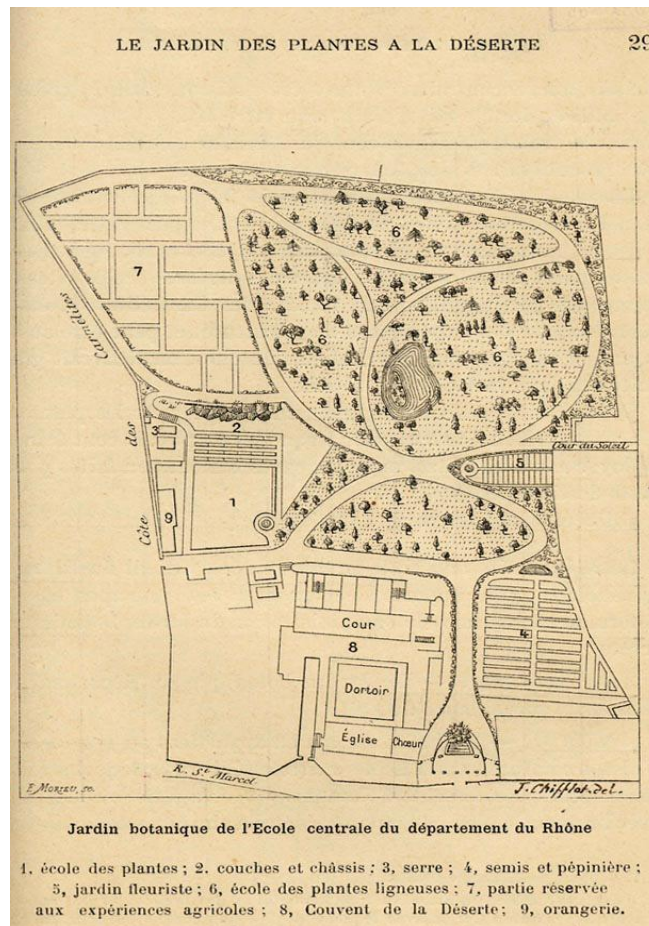 LE JARDIN DES PLANTES A LA DÉSERTE 29
6
7
6
6
Carmélites
des
Côte
2
3
1
9
Cour du Soleil
5
4
Cour
8
Dortoir
Église
Chœur
R. St Marcel
E. MORIEU, sc.
J. Chifflot. del.
Jardin botanique de l'Ecole centrale du département du Rhône
1, école des plantes ; 2. couches et châssis ; 3, serre ; 4, semis et pépinière ;
5, jardin fleuriste ; 6, école des plantes ligneuses ; 7, partie réservée
aux expériences agricoles ; 8, Couvent de la Déserte ; 9, orangerie.